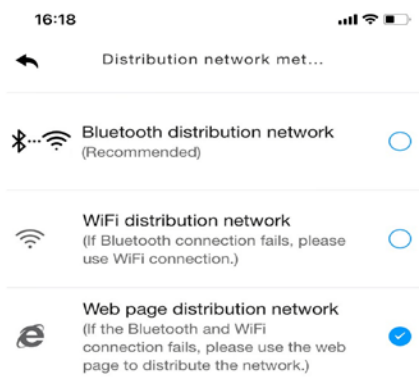 16:18
Distribution network met...
Bluetooth distribution network
(Recommended)
WiFi distribution network
(If Bluetooth connection fails, please
use WiFi connection.)
Web page distribution network
(If the Bluetooth and WiFi
connection fails, please use the web
page to distribute the network.)